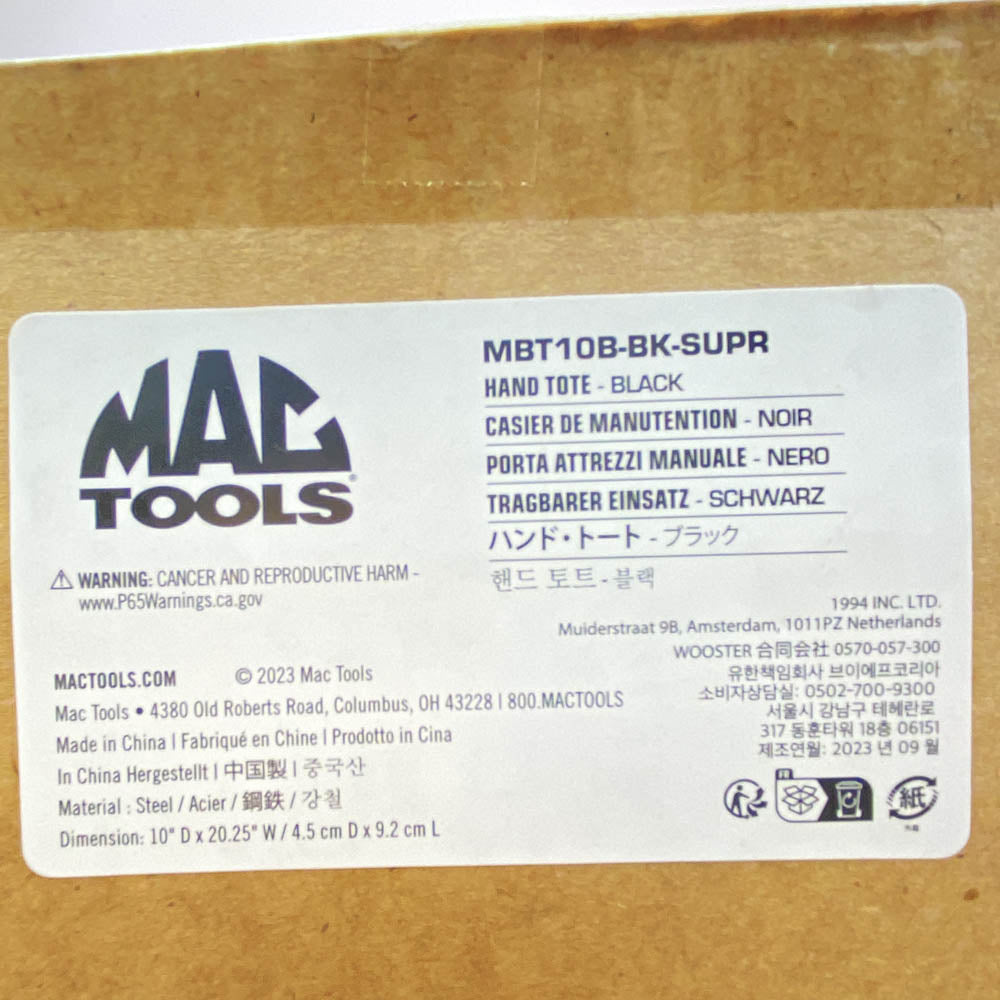 MAC
TOOLS
WARNING: CANCER AND REPRODUCTIVE HARM -
www.P65Warnings.ca.gov
MACTOOLS.COM © 2023 Mac Tools
Mac Tools • 4380 Old Roberts Road, Columbus, OH 43228 | 800.MACTOOLS
Made in China | Fabriqué en Chine | Prodotto in Cina
In China Hergestellt | 中国製 | 중국산
Material : Steel / Acier / 鋼鉄 / 강철
Dimension: 10" D x 20.25" W / 4.5 cm D x 9.2 cm L
MBT10B-BK-SUPR
HAND TOTE - BLACK
CASIER DE MANUTENTION - NOIR
PORTA ATTREZZI MANUALE - NERO
TRAGBARER EINSATZ - SCHWARZ
ハンド・トート - ブラック
핸드 토트 - 블랙
1994 INC. LTD.
Muiderstraat 9B, Amsterdam, 1011PZ Netherlands
WOOSTER 合同会社 0570-057-300
유한책임회사 브이에프코리아
소비자상담실: 0502-700-9300
서울시 강남구 테헤란로
317 동훈타워 18층 06151
제조연월: 2023 년 09 월
FR
紙